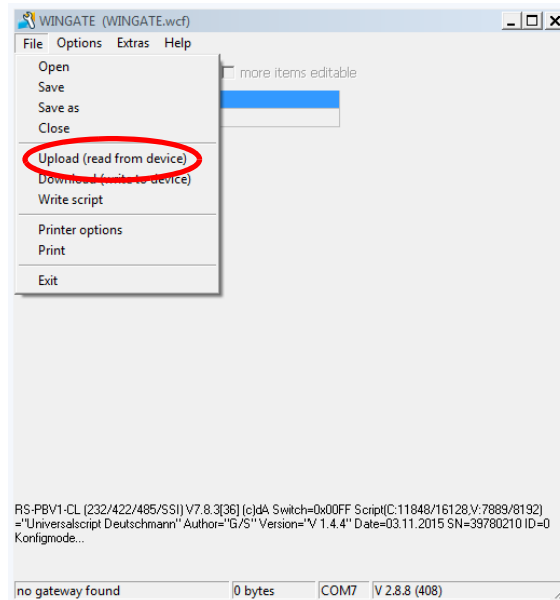 WINGATE (WINGATE.wcf)
File Options Extras Help
more items editable
Open
Save
Save as
Close
Upload (read from device)
Download (write to device)
Write script
Printer options
Print
Exit
RS-PBV1-CL (232/422/485/SSI) V7.8.3[36] (c)dA Switch=0x00FF Script(C:11848/16128,V:7889/8192)
="Universalscript Deutschmann" Author="G/S" Version="V 1.4.4" Date=03.11.2015 SN=39780210 ID=0
Konfigmode...
no gateway found 0 bytes COM7 V 2.8.8 (408)